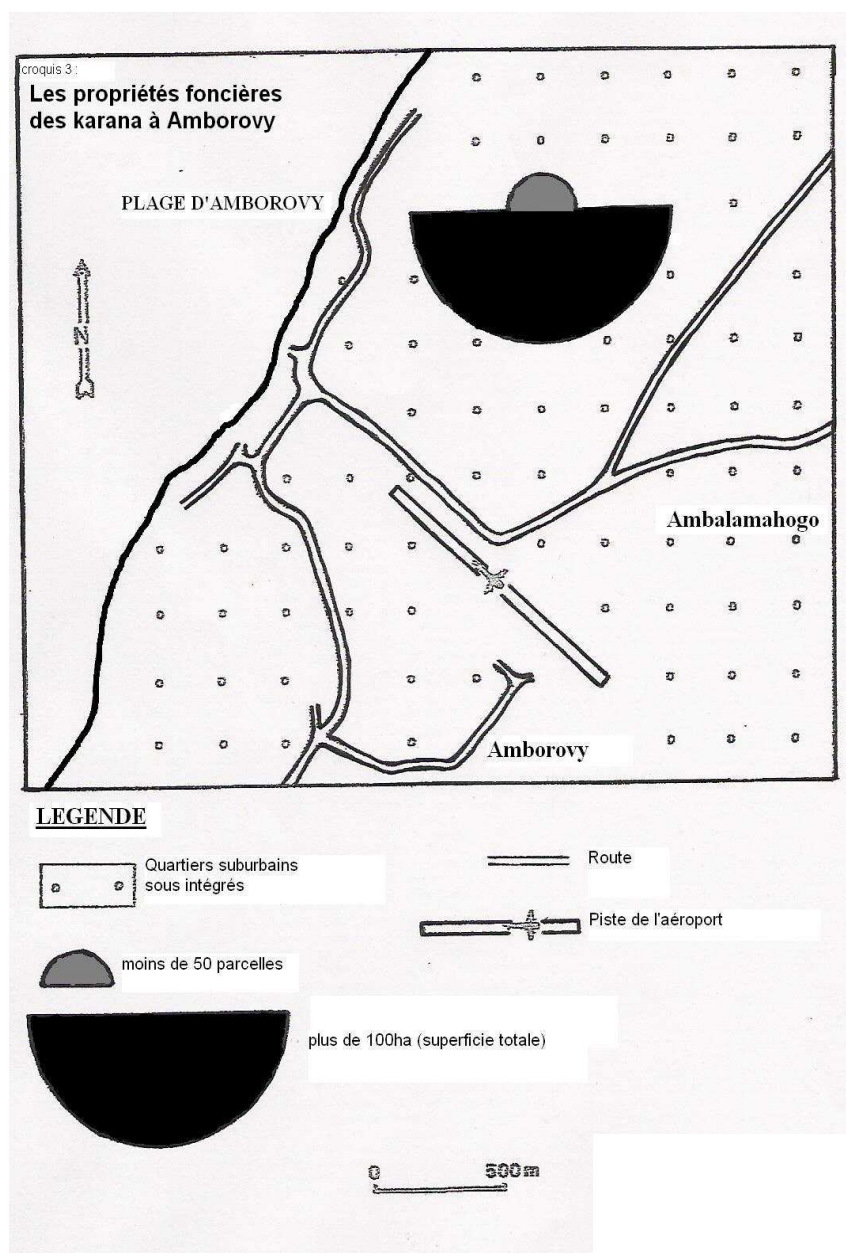 croquis 3 :
Les propriétés foncières
des karana à Amborovy
PLAGE D'AMBOROVY
N
Ambalamahogo
Amborovy
LEGENDE
Quartiers suburbains
sous intégrés
Route
Piste de l'aéroport
moins de 50 parcelles
plus de 100ha (superficie totale)
0 500m